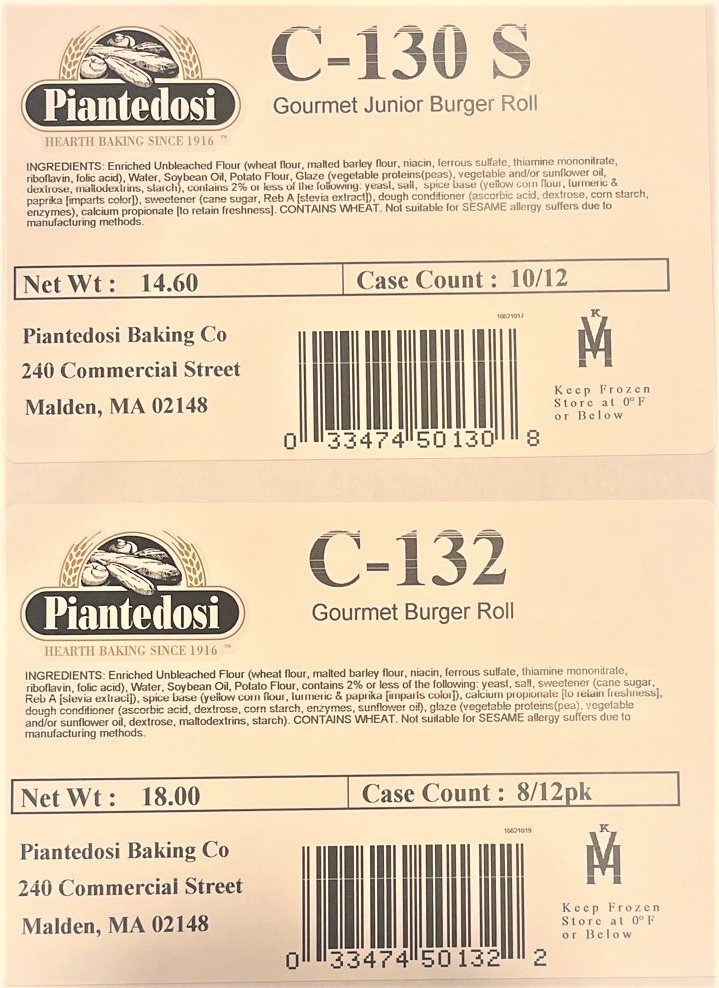 C-130 S
Gourmet Junior Burger Roll
Piantedosi
HEARTH BAKING SINCE 1916 ™
INGREDIENTS: Enriched Unbleached Flour (wheat flour, malted barley flour, niacin, ferrous sulfate, thiamine mononitrate,
riboflavin, folic acid), Water, Soybean Oil, Potato Flour, Glaze (vegetable proteins(peas), vegetable and/or sunflower oil,
dextrose, maltodextrins, starch), contains 2% or less of the following: yeast, salt, spice base (yellow corn flour, turmeric &
paprika [imparts color]), sweetener (cane sugar, Reb A [stevia extract]), dough conditioner (ascorbic acid, dextrose, corn starch,
enzymes), calcium propionate [to retain freshness]. CONTAINS WHEAT. Not suitable for SESAME allergy suffers due to
manufacturing methods.
Net Wt : 14.60 Case Count : 10/12
Piantedosi Baking Co
240 Commercial Street
Malden, MA 02148
16621017
0 33474 50130 8
K
VM
Keep Frozen
Store at 0°F
or Below
C-132
Gourmet Burger Roll
Piantedosi
HEARTH BAKING SINCE 1916 ™
INGREDIENTS: Enriched Unbleached Flour (wheat flour, malted barley flour, niacin, ferrous sulfate, thiamine mononitrate,
riboflavin, folic acid), Water, Soybean Oil, Potato Flour, contains 2% or less of the following: yeast, salt, sweetener (cane sugar,
Reb A [stevia extract]), spice base (yellow corn flour, turmeric & paprika [imparts color]), calcium propionate [to retain freshness],
dough conditioner (ascorbic acid, dextrose, corn starch, enzymes, sunflower oil), glaze (vegetable proteins(pea), vegetable
and/or sunflower oil, dextrose, maltodextrins, starch). CONTAINS WHEAT. Not suitable for SESAME allergy suffers due to
manufacturing methods.
Net Wt : 18.00 Case Count : 8/12pk
Piantedosi Baking Co
240 Commercial Street
Malden, MA 02148
16621019
0 33474 50132 2
K
VM
Keep Frozen
Store at 0°F
or Below